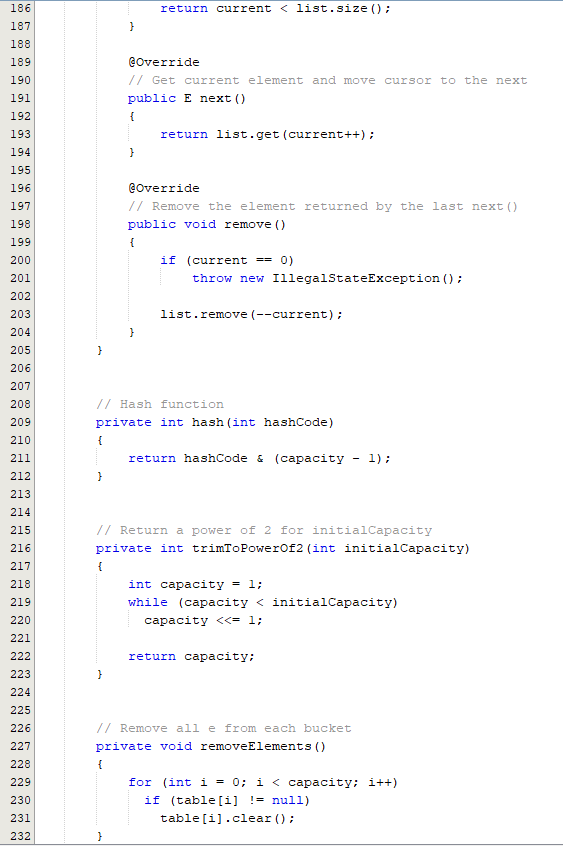 186 return current < list.size();
187 }
188
189 @Override
190 // Get current element and move cursor to the next
191 public E next()
192 {
193 return list.get(current++);
194 }
195
196 @Override
197 // Remove the element returned by the last next()
198 public void remove()
199 {
200 if (current == 0)
201 throw new IllegalStateException();
202
203 list.remove(--current);
204 }
205 }
206
207
208 // Hash function
209 private int hash(int hashCode)
210 {
211 return hashCode & (capacity - 1);
212 }
213
214
215 // Return a power of 2 for initialCapacity
216 private int trimToPowerOf2(int initialCapacity)
217 {
218 int capacity = 1;
219 while (capacity < initialCapacity)
220 capacity <<= 1;
221
222 return capacity;
223 }
224
225
226 // Remove all e from each bucket
227 private void removeElements()
228 {
229 for (int i = 0; i < capacity; i++)
230 if (table[i] != null)
231 table[i].clear();
232 }